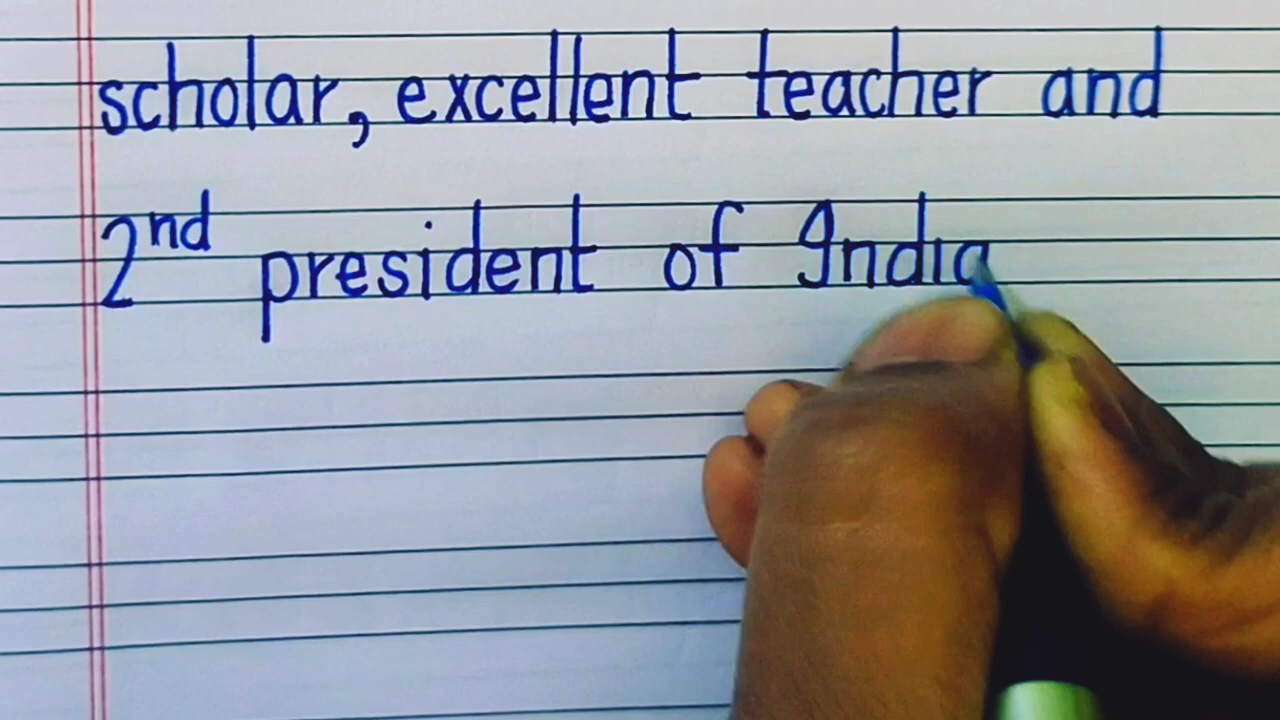 scholar, excellent teacher and
2nd president of India